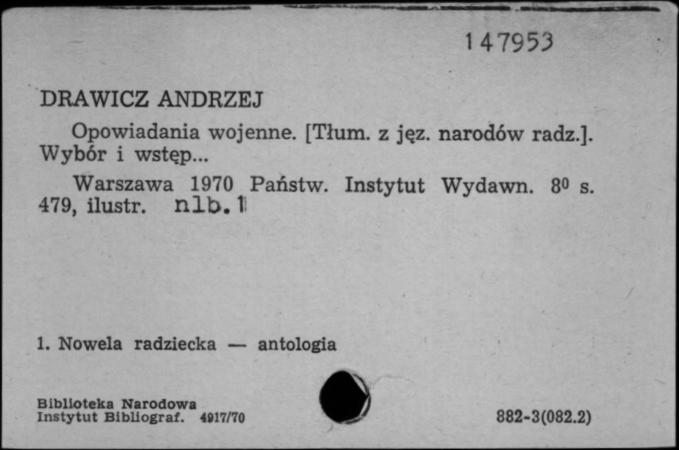 147953
DRAWICZ ANDRZEJ
Opowiadania wojenne. [Tłum. z jęz. narodów radz.].
Wybór i wstęp...
Warszawa 1970 Państw. Instytut Wydawn. 8⁰ s.
479, ilustr. nlb.1
1. Nowela radziecka — antologia
Biblioteka Narodowa
Instytut Bibliograf. 4917/70
882-3(082.2)